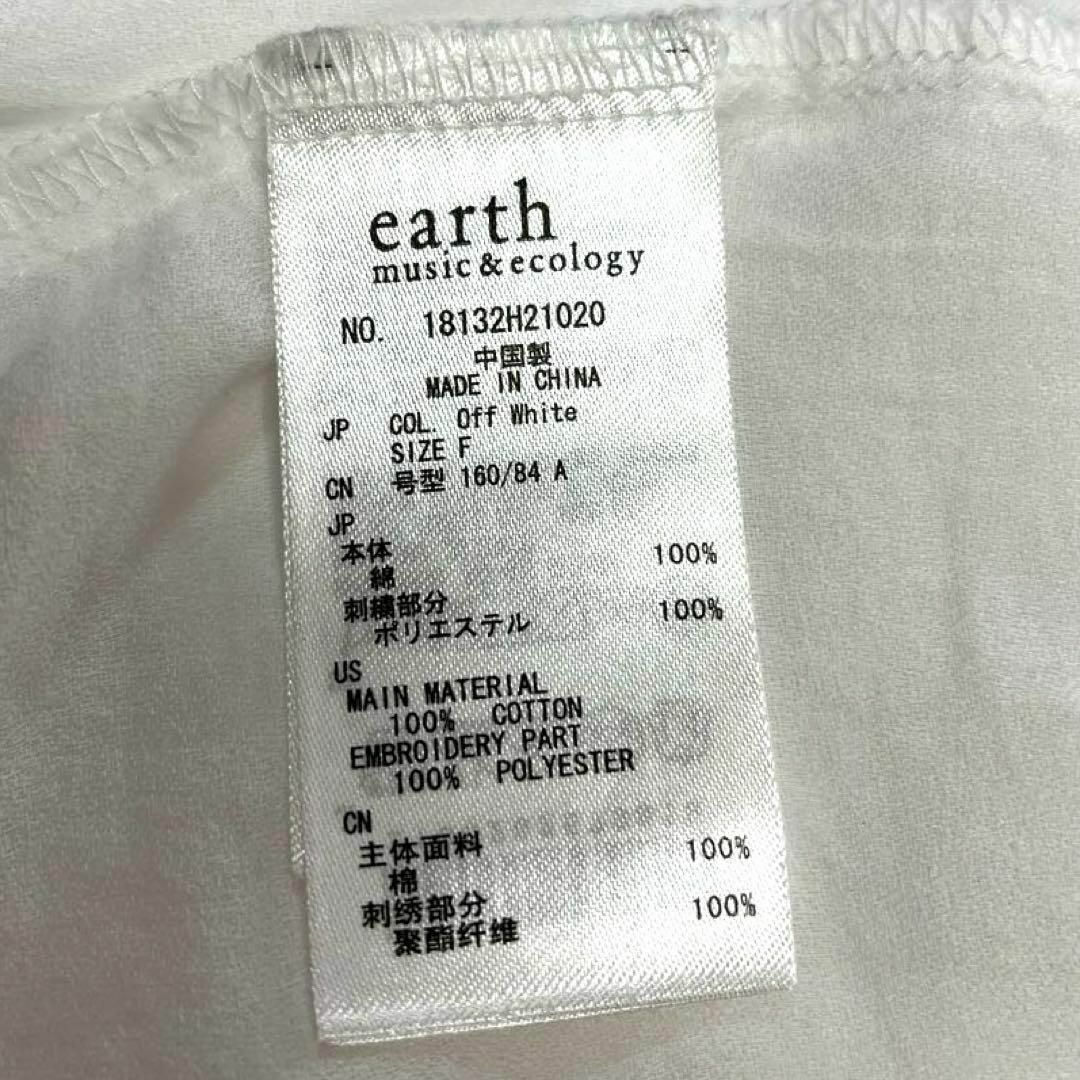 earth
music & ecology
NO. 18132H21020
中国製
MADE IN CHINA
JP COL. Off White
SIZE F
CN 号型 160/84 A
JP
本体 100%
綿
刺繍部分 100%
ポリエステル
US
MAIN MATERIAL
100% COTTON
EMBROIDERY PART
100% POLYESTER
CN
主体面料 100%
棉
刺绣部分 100%
聚酯纤维